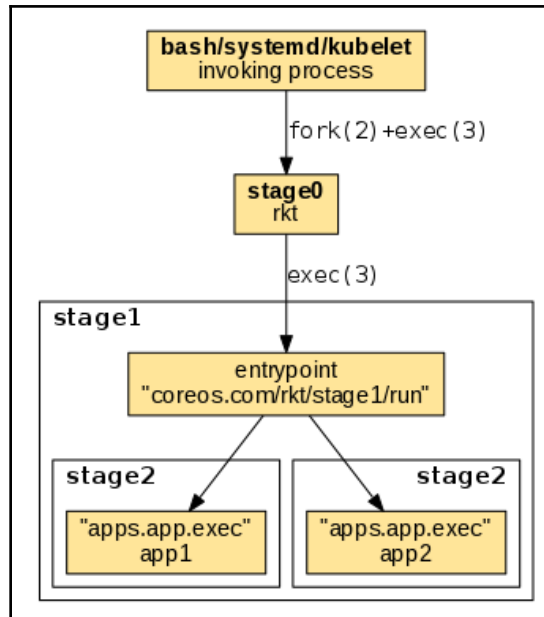 bash/systemd/kubelet
invoking process
fork(2)+exec(3)
stage0
rkt
exec(3)
stage1
entrypoint
"coreos.com/rkt/stage1/run"
stage2
stage2
"apps.app.exec"
app1
"apps.app.exec"
app2